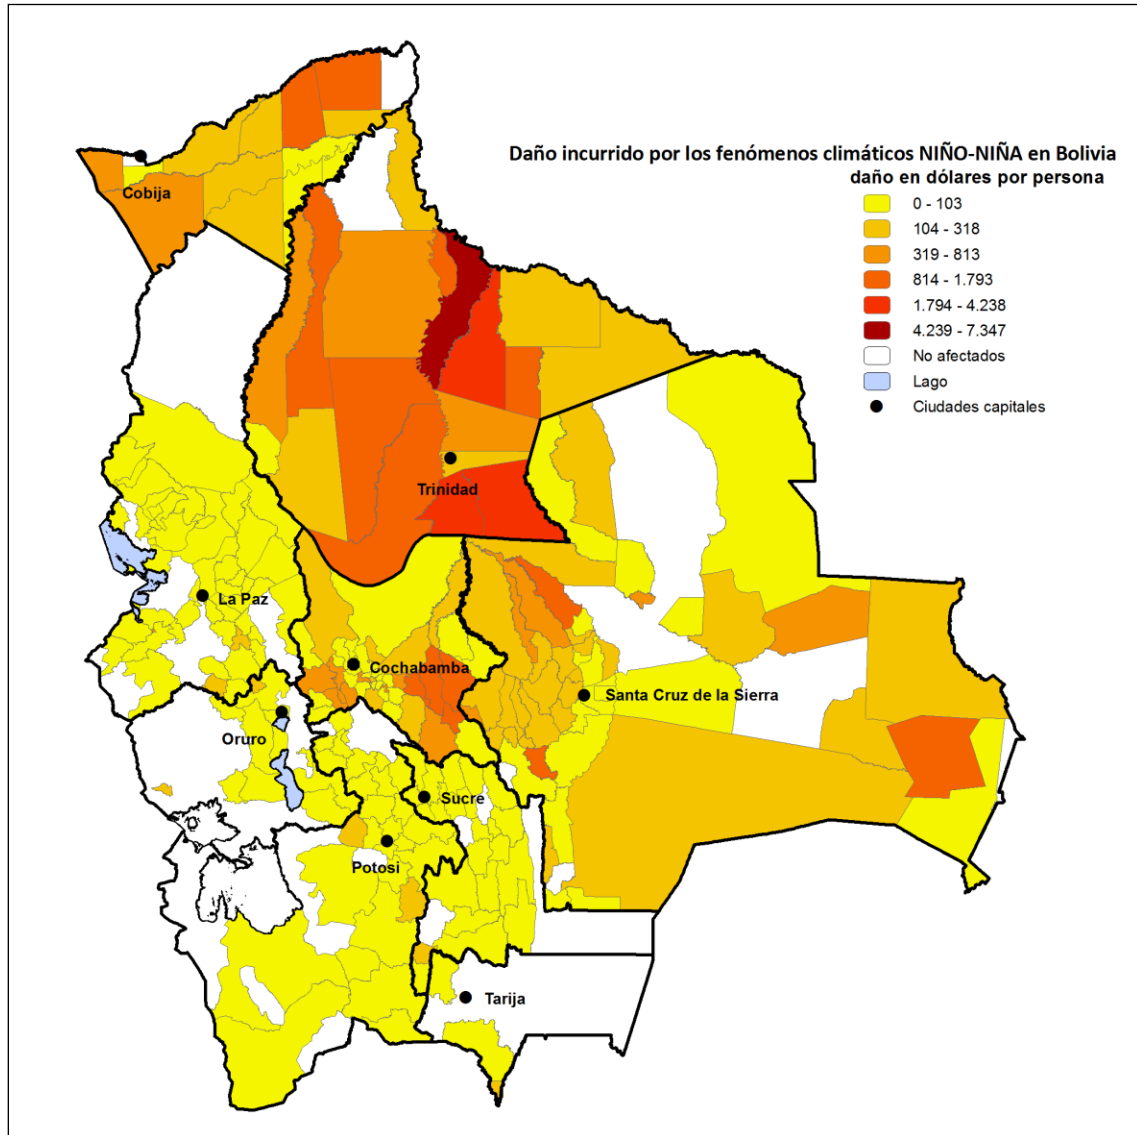 Daño incurrido por los fenómenos climáticos NIÑO-NIÑA en Bolivia
daño en dólares por persona
0 - 103
104 - 318
319 - 813
814 - 1.793
1.794 - 4.238
4.239 - 7.347
No afectados
Lago
Ciudades capitales
Cobija
Trinidad
La Paz
Cochabamba
Santa Cruz de la Sierra
Oruro
Sucre
Potosi
Tarija